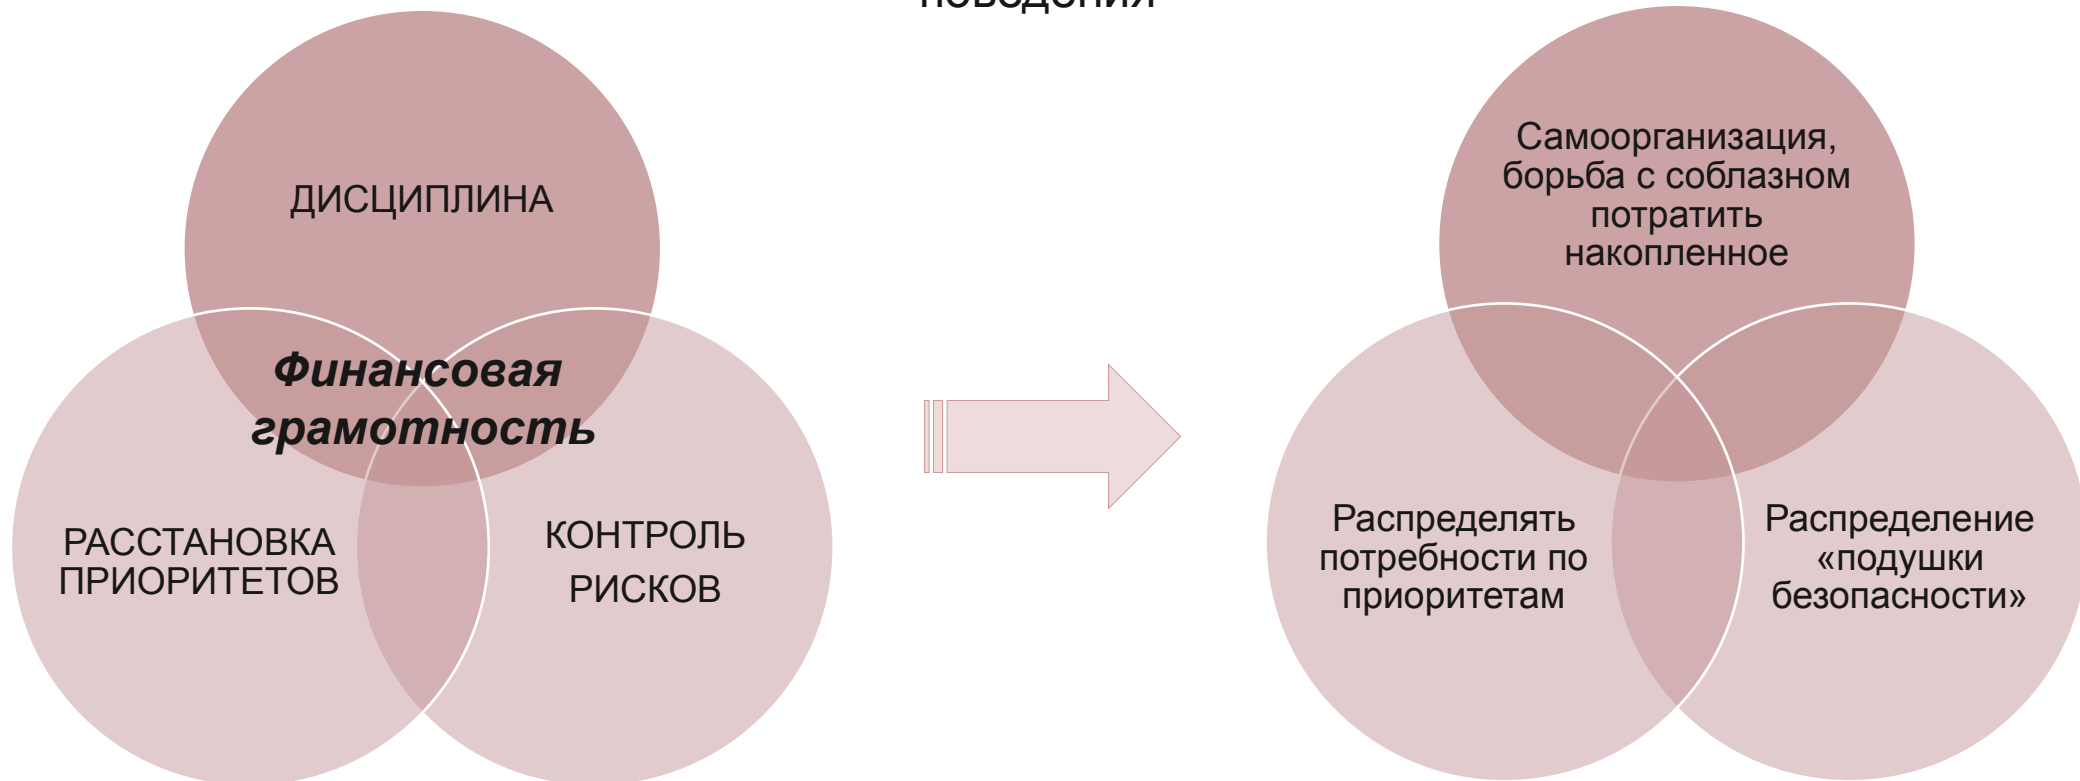 поведения
ДИСЦИПЛИНА
Финансовая
грамотность
РАССТАНОВКА
ПРИОРИТЕТОВ
КОНТРОЛЬ
РИСКОВ
Самоорганизация,
борьба с соблазном
потратить
накопленное
Распределять
потребности по
приоритетам
Распределение
«подушки
безопасности»